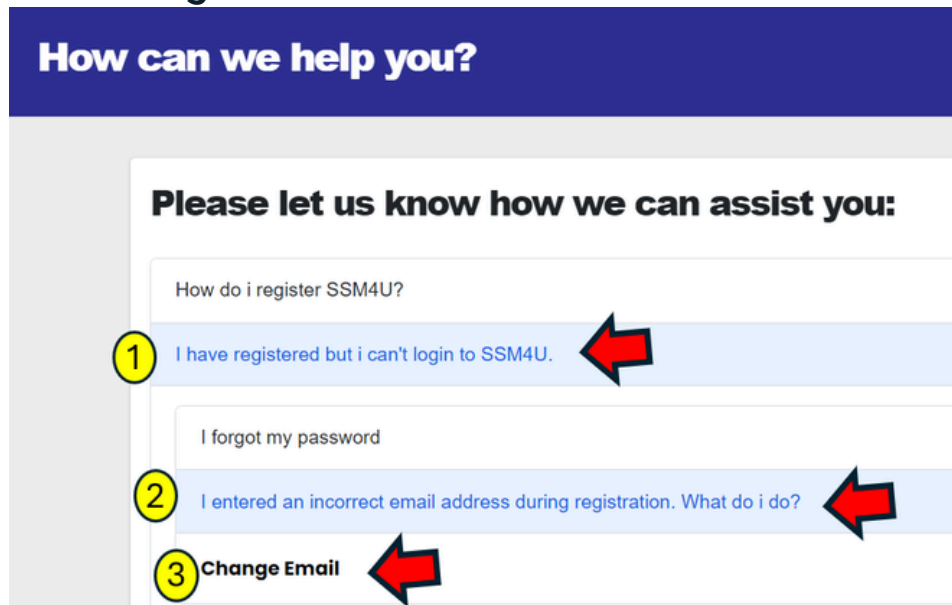 How can we help you?
Please let us know how we can assist you:
How do i register SSM4U?
1 I have registered but i can't login to SSM4U.
I forgot my password
2 I entered an incorrect email address during registration. What do i do?
3 Change Email